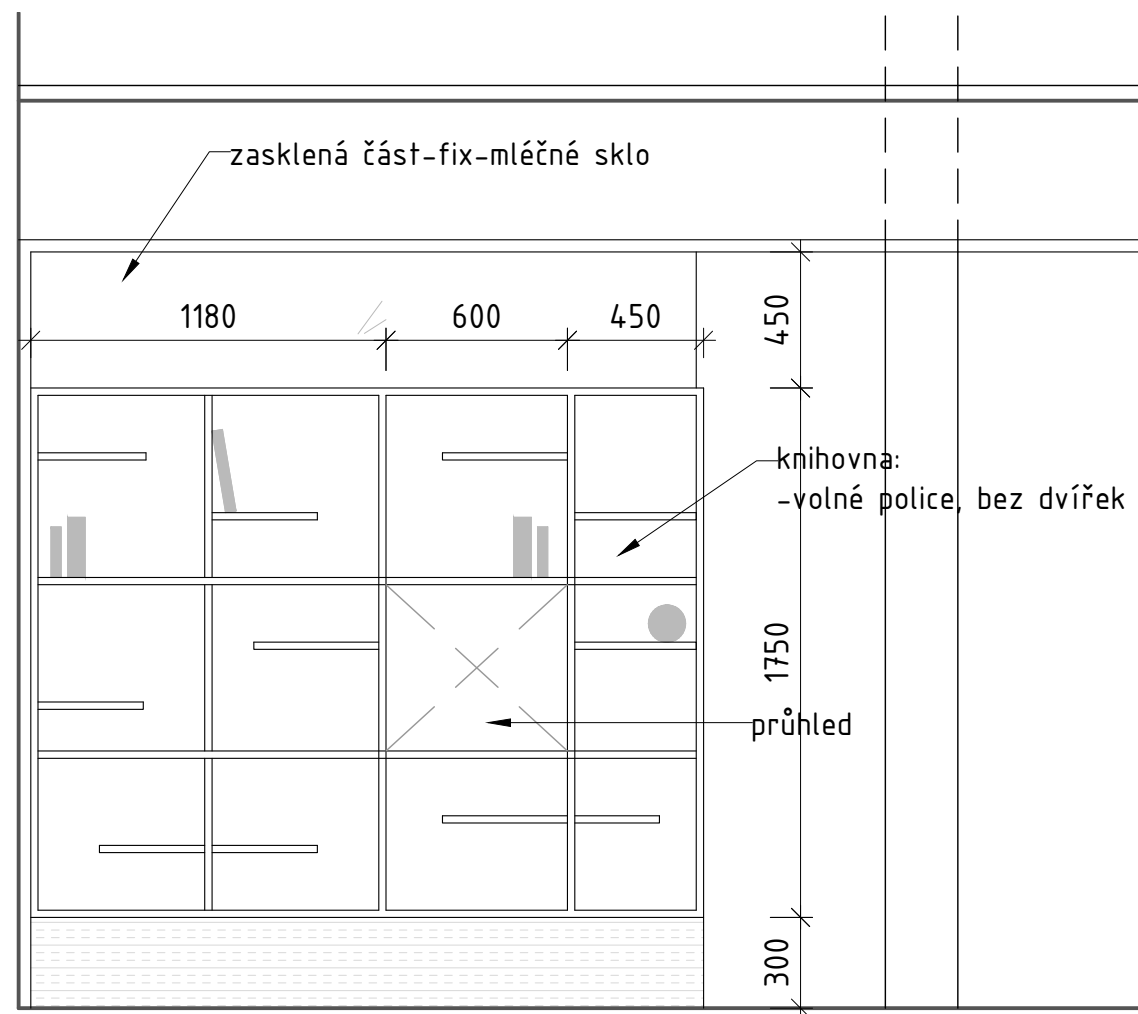 zasklená část-fix-mléčné sklo
1180
600
450
450
knihovna:
-volné police, bez dvířek
1750
průhled
300